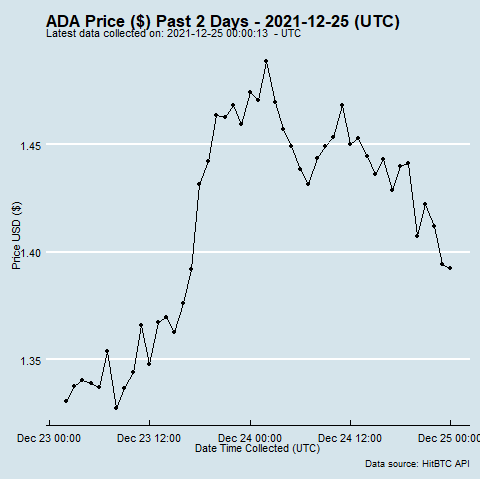 ADA Price ($) Past 2 Days - 2021-12-25 (UTC)
Latest data collected on: 2021-12-25 00:00:13  - UTC
1.45
1.40
1.35
Price USD ($)
Dec 23 00:00 Dec 23 12:00 Dec 24 00:00 Dec 24 12:00 Dec 25 00:00
Date Time Collected (UTC)
Data source: HitBTC API